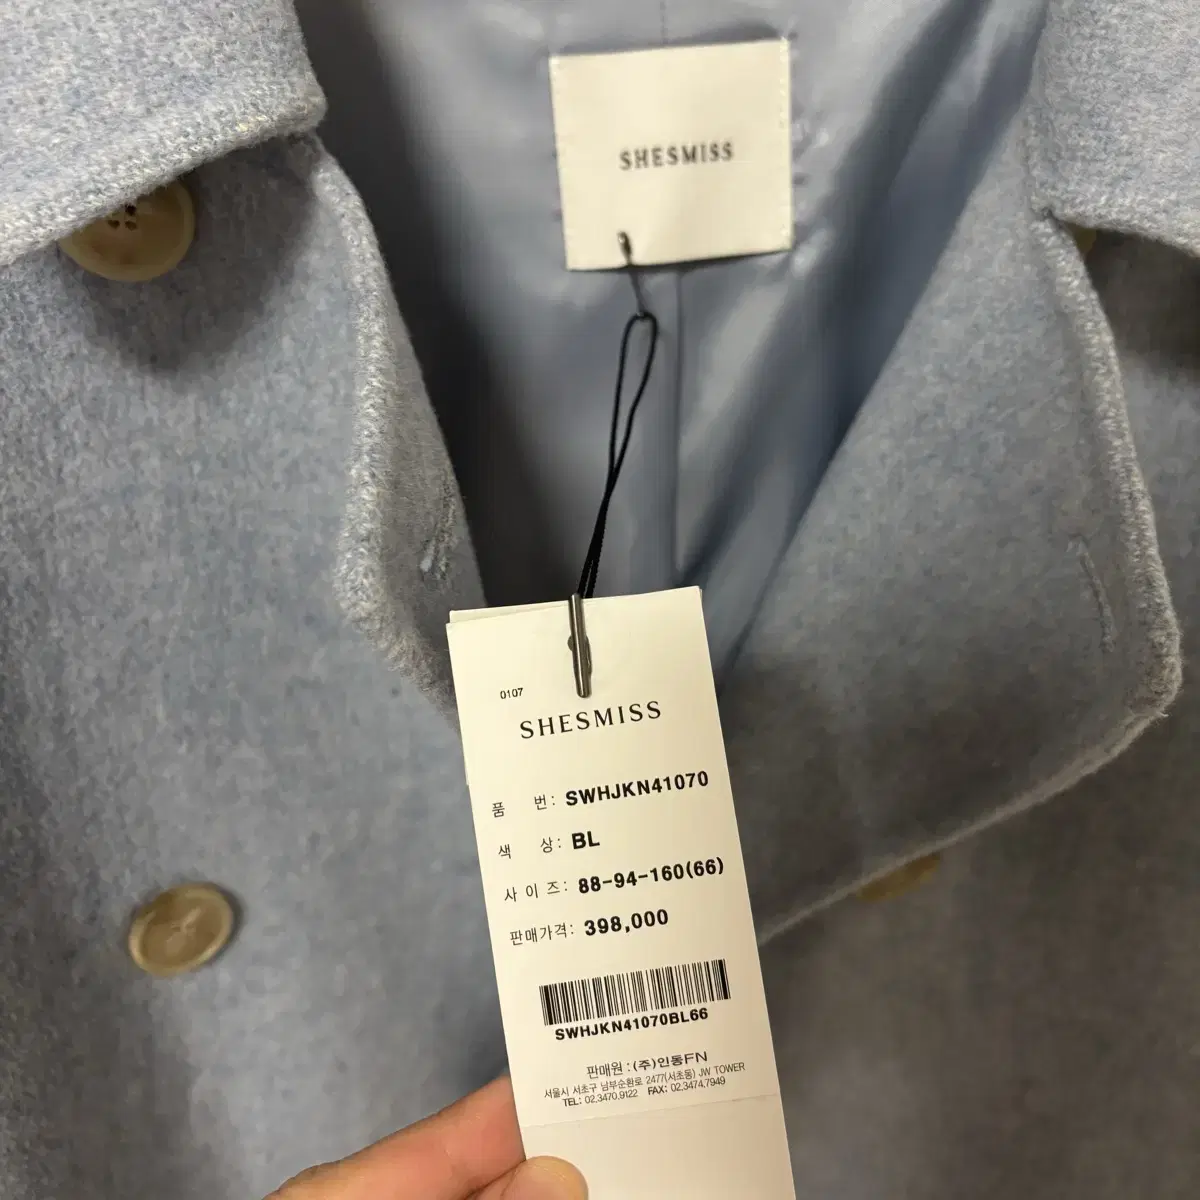 SHESMISS
0107
SHESMISS
품 번: SWHJKN41070
색 상: BL
사 이 즈: 88-94-160(66)
판매가격: 398,000
SWHJKN41070BL66
판매원 : (주)인동FN
서울시 서초구 남부순환로 2477(서초동) JW TOWER
TEL: 02.3470.9122 FAX: 02.3474.7949